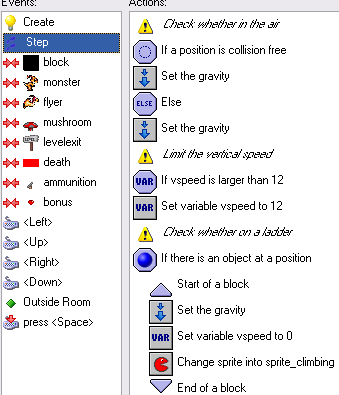 Events:
Create
Step
block
monster
flyer
mushroom
levelexit
death
ammunition
bonus
<Left>
<Up>
<Right>
<Down>
Outside Room
press <Space>
Actions:
Check whether in the air
If a position is collision free
Set the gravity
ELSE Else
Set the gravity
Limit the vertical speed
VAR If vspeed is larger than 12
VAR Set variable vspeed to 12
Check whether on a ladder
If there is an object at a position
Start of a block
Set the gravity
VAR Set variable vspeed to 0
Change sprite into sprite_climbing
End of a block